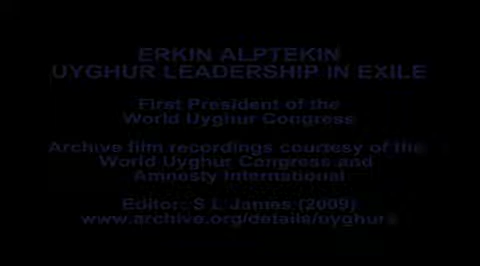 ERKIN ALPTEKIN
UYGHUR LEADERSHIP IN EXILE
First President of the
World Uyghur Congress
Archive film recordings courtesy of the
World Uyghur Congress and
Amnesty International
Editor: S L James (2009)
www.archive.org/details/uyghurs